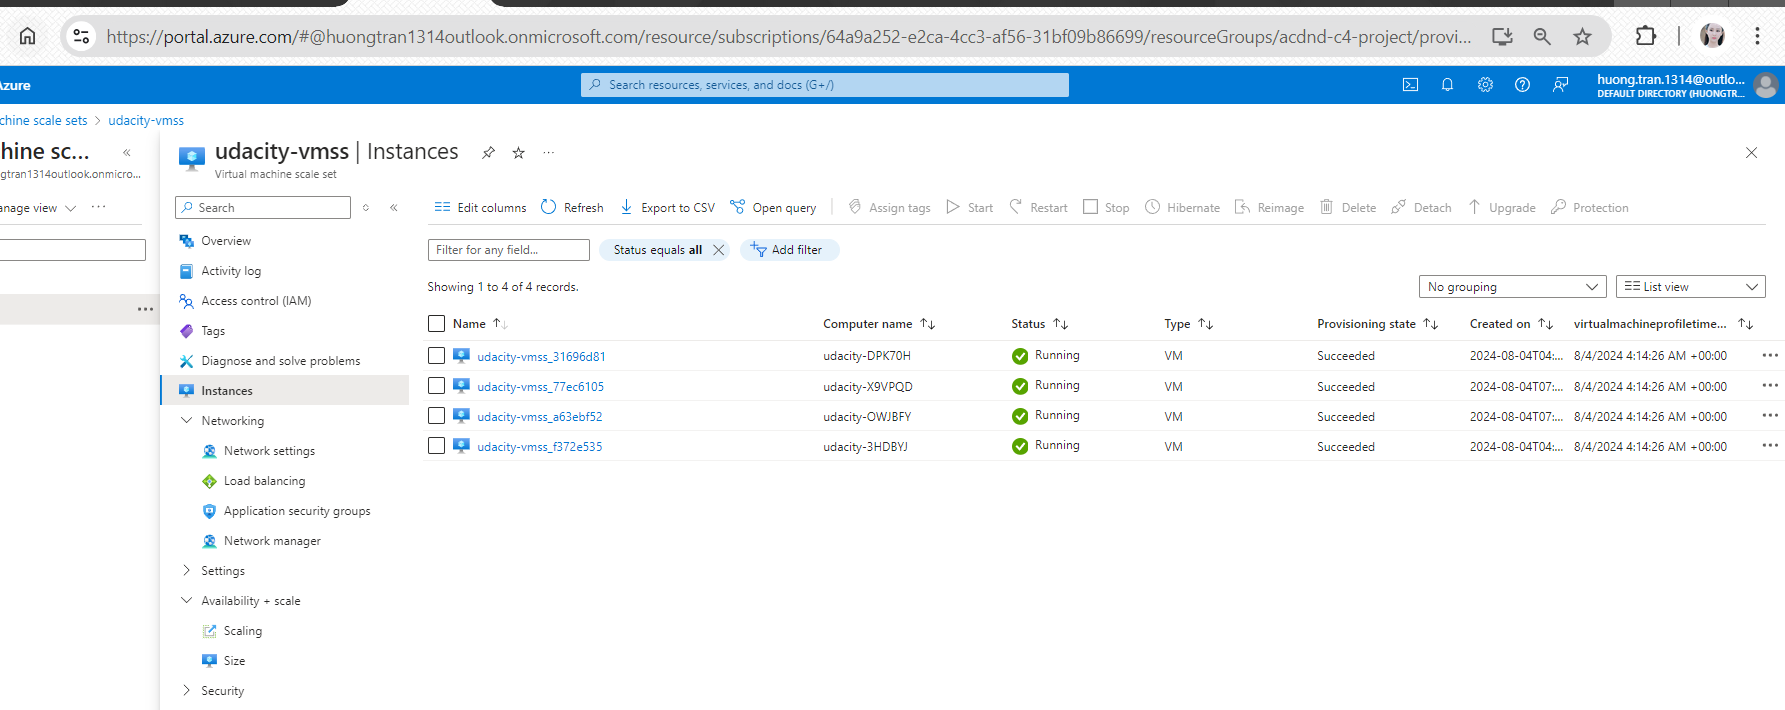 https://portal.azure.com/#@huongtran1314outlook.onmicrosoft.com/resource/subscriptions/64a9a252-e2ca-4cc3-af56-31bf09b86699/resourceGroups/acdnd-c4-project/provi...
Azure
Search resources, services, and docs (G+/)
huong.tran.1314@outlo...
DEFAULT DIRECTORY (HUONGTR...
chine scale sets > udacity-vmss
hine sc... «
gtran1314outlook.onmicro...
anage view ...
udacity-vmss | Instances ...
Virtual machine scale set
Search «
Edit columns Refresh Export to CSV Open query Assign tags Start Restart Stop Hibernate Reimage Delete Detach Upgrade Protection
Filter for any field... Status equals all Add filter
Showing 1 to 4 of 4 records. No grouping List view
Name Computer name Status Type Provisioning state Created on virtualmachineprofiletime...
udacity-vmss_31696d81 udacity-DPK70H Running VM Succeeded 2024-08-04T04:... 8/4/2024 4:14:26 AM +00:00 ...
udacity-vmss_77ec6105 udacity-X9VPQD Running VM Succeeded 2024-08-04T07:... 8/4/2024 4:14:26 AM +00:00 ...
udacity-vmss_a63ebf52 udacity-OWJBFY Running VM Succeeded 2024-08-04T07:... 8/4/2024 4:14:26 AM +00:00 ...
udacity-vmss_f372e535 udacity-3HDBYJ Running VM Succeeded 2024-08-04T04:... 8/4/2024 4:14:26 AM +00:00 ...
Overview
Activity log
Access control (IAM)
Tags
Diagnose and solve problems
Instances
Networking
Network settings
Load balancing
Application security groups
Network manager
Settings
Availability + scale
Scaling
Size
Security